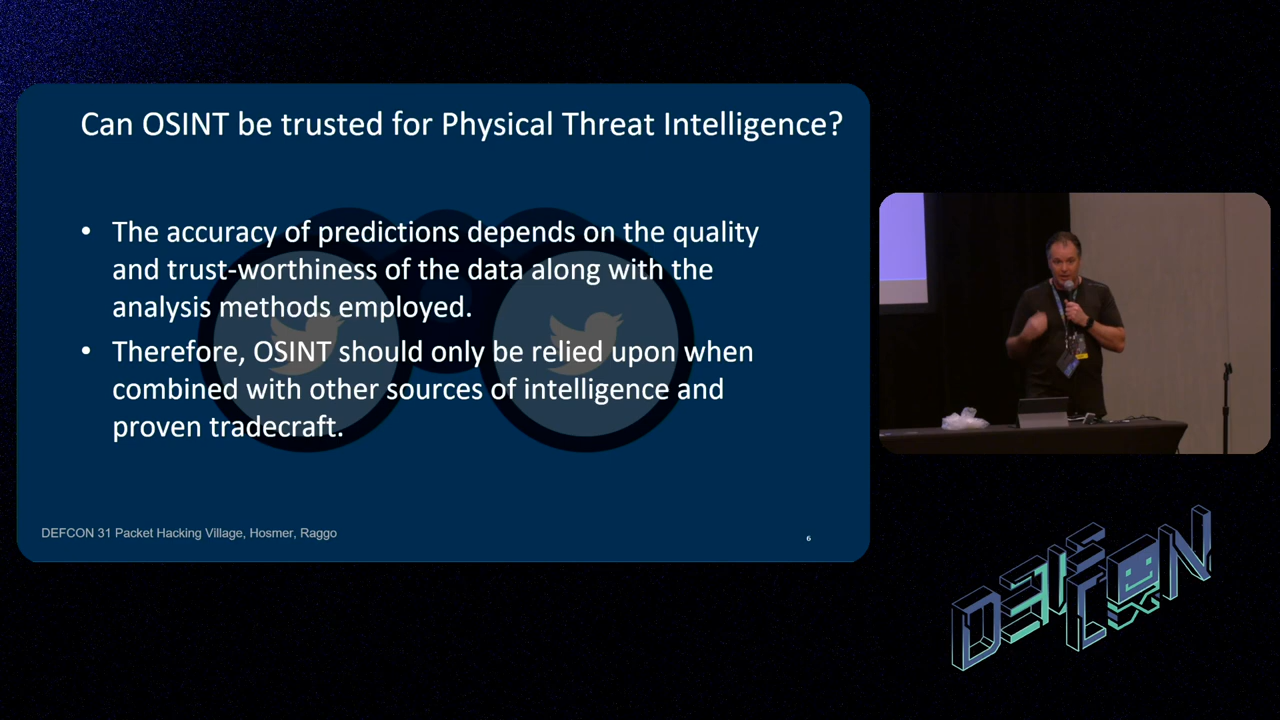 Can OSINT be trusted for Physical Threat Intelligence?
• The accuracy of predictions depends on the quality
and trust-worthiness of the data along with the
analysis methods employed.
• Therefore, OSINT should only be relied upon when
combined with other sources of intelligence and
proven tradecraft.
DEFCON 31 Packet Hacking Village, Hosmer, Raggo
6
DEFCON